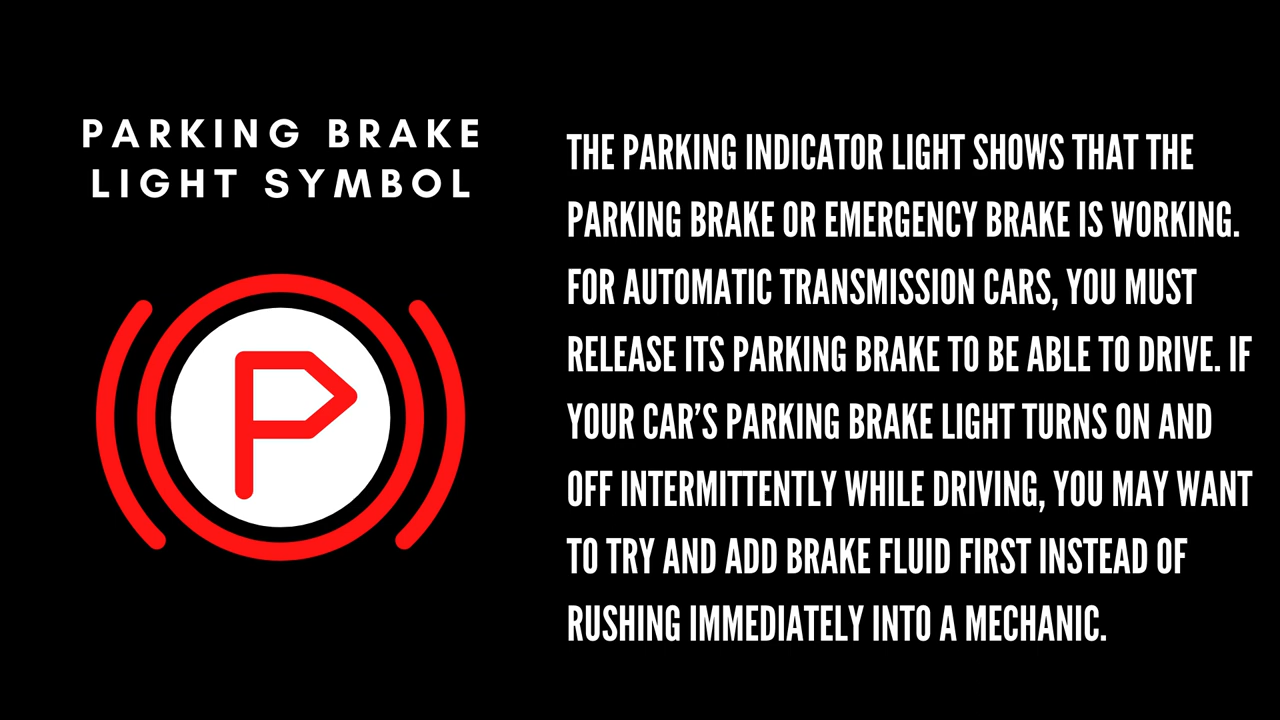 PARKING BRAKE
LIGHT SYMBOL
P
THE PARKING INDICATOR LIGHT SHOWS THAT THE
PARKING BRAKE OR EMERGENCY BRAKE IS WORKING.
FOR AUTOMATIC TRANSMISSION CARS, YOU MUST
RELEASE ITS PARKING BRAKE TO BE ABLE TO DRIVE. IF
YOUR CAR’S PARKING BRAKE LIGHT TURNS ON AND
OFF INTERMITTENTLY WHILE DRIVING, YOU MAY WANT
TO TRY AND ADD BRAKE FLUID FIRST INSTEAD OF
RUSHING IMMEDIATELY INTO A MECHANIC.